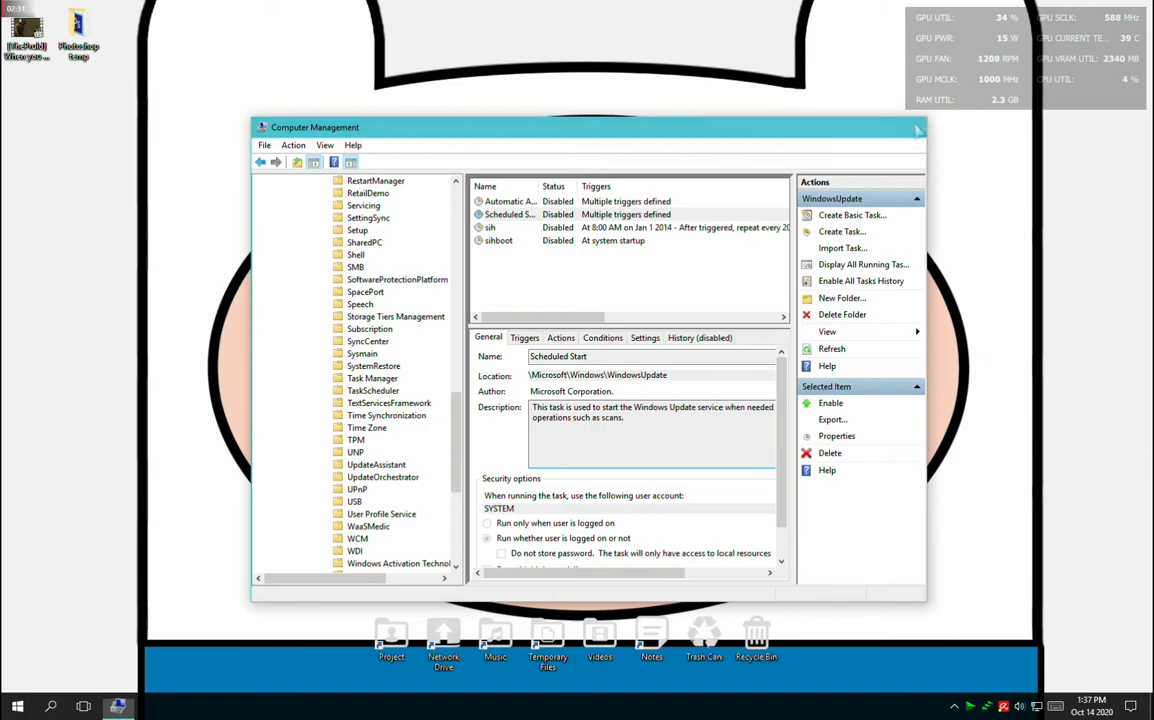 02:31
[ThePruld]
When you ...
Photoshop
temp
GPU UTIL: 34 %
GPU SCLK: 588 MHz
GPU PWR: 15 W
GPU CURRENT TE... 39 C
GPU FAN: 1209 RPM
GPU VRAM UTIL: 2340 MB
GPU MCLK: 1000 MHz
CPU UTIL: 4 %
RAM UTIL: 2.3 GB
Computer Management
File Action View Help
RestartManager
RetailDemo
Servicing
SettingSync
Setup
SharedPC
Shell
SMB
SoftwareProtectionPlatform
SpacePort
Speech
Storage Tiers Management
Subscription
SyncCenter
Sysmain
SystemRestore
Task Manager
TaskScheduler
TextServicesFramework
Time Synchronization
Time Zone
TPM
UNP
UpdateAssistant
UpdateOrchestrator
UPnP
USB
User Profile Service
WaaSMedic
WCM
WDI
Windows Activation Technol
Name Status Triggers
Automatic A... Disabled Multiple triggers defined
Scheduled S... Disabled Multiple triggers defined
sih Disabled At 8:00 AM on Jan 1 2014 - After triggered, repeat every 20
sihboot Disabled At system startup
General Triggers Actions Conditions Settings History (disabled)
Name: Scheduled Start
Location: \Microsoft\Windows\WindowsUpdate
Author: Microsoft Corporation.
Description: This task is used to start the Windows Update service when needed
operations such as scans.
Security options
When running the task, use the following user account:
SYSTEM
Run only when user is logged on
Run whether user is logged on or not
Do not store password. The task will only have access to local resources
Actions
WindowsUpdate
Create Basic Task...
Create Task...
Import Task...
Display All Running Tas...
Enable All Tasks History
New Folder...
Delete Folder
View
Refresh
Help
Selected Item
Enable
Export...
Properties
Delete
Help
Project
Network
Drive
Music
Temporary
Files
Videos
Notes
Trash Can
Recycle Bin
1:37 PM
Oct 14 2020